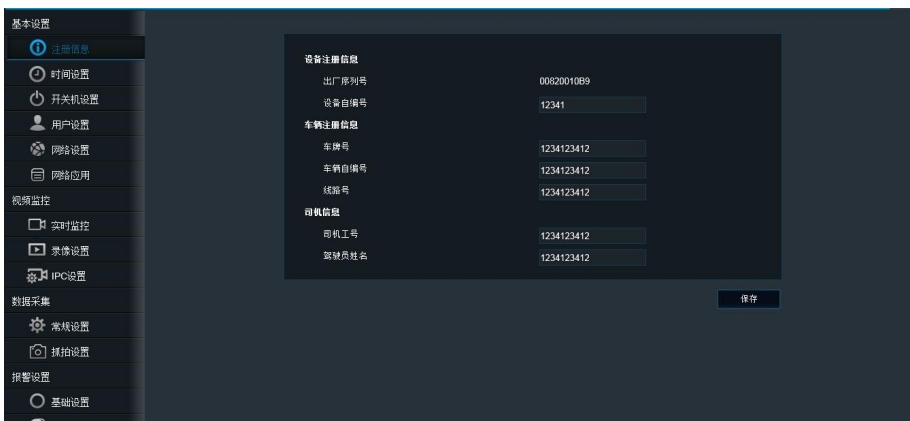 基本设置
注册信息
时间设置
开关机设置
用户设置
网络设置
网络应用
视频监控
实时监控
录像设置
IPC设置
数据采集
常规设置
抓拍设置
报警设置
基础设置
设备注册信息
出厂序列号 00820010B9
设备自编号 12341
车辆注册信息
车牌号 1234123412
车辆自编号 1234123412
线路号 1234123412
司机信息
司机工号 1234123412
驾驶员姓名 1234123412
保存